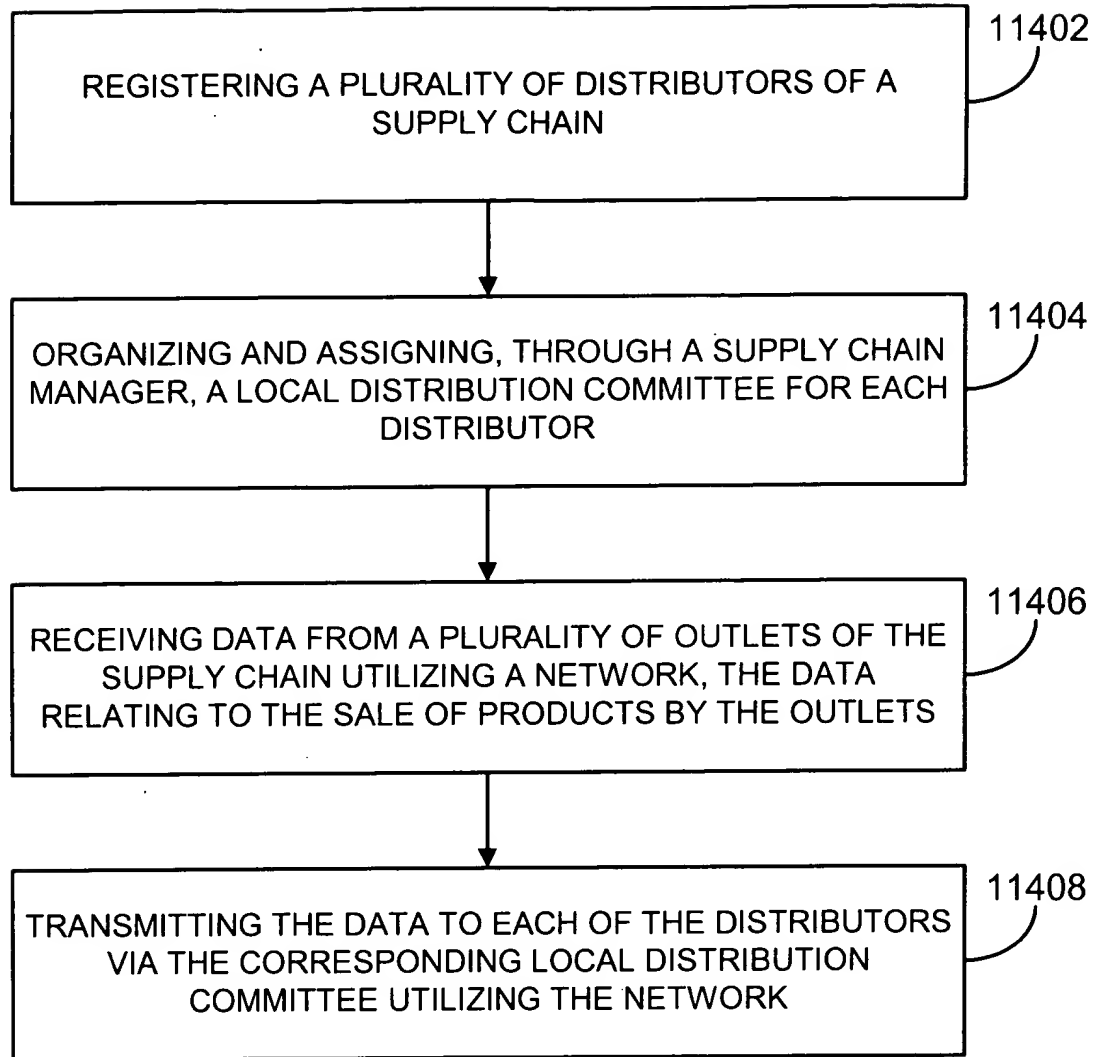 11402
REGISTERING A PLURALITY OF DISTRIBUTORS OF A
SUPPLY CHAIN
11404
ORGANIZING AND ASSIGNING, THROUGH A SUPPLY CHAIN
MANAGER, A LOCAL DISTRIBUTION COMMITTEE FOR EACH
DISTRIBUTOR
11406
RECEIVING DATA FROM A PLURALITY OF OUTLETS OF THE
SUPPLY CHAIN UTILIZING A NETWORK, THE DATA
RELATING TO THE SALE OF PRODUCTS BY THE OUTLETS
11408
TRANSMITTING THE DATA TO EACH OF THE DISTRIBUTORS
VIA THE CORRESPONDING LOCAL DISTRIBUTION
COMMITTEE UTILIZING THE NETWORK